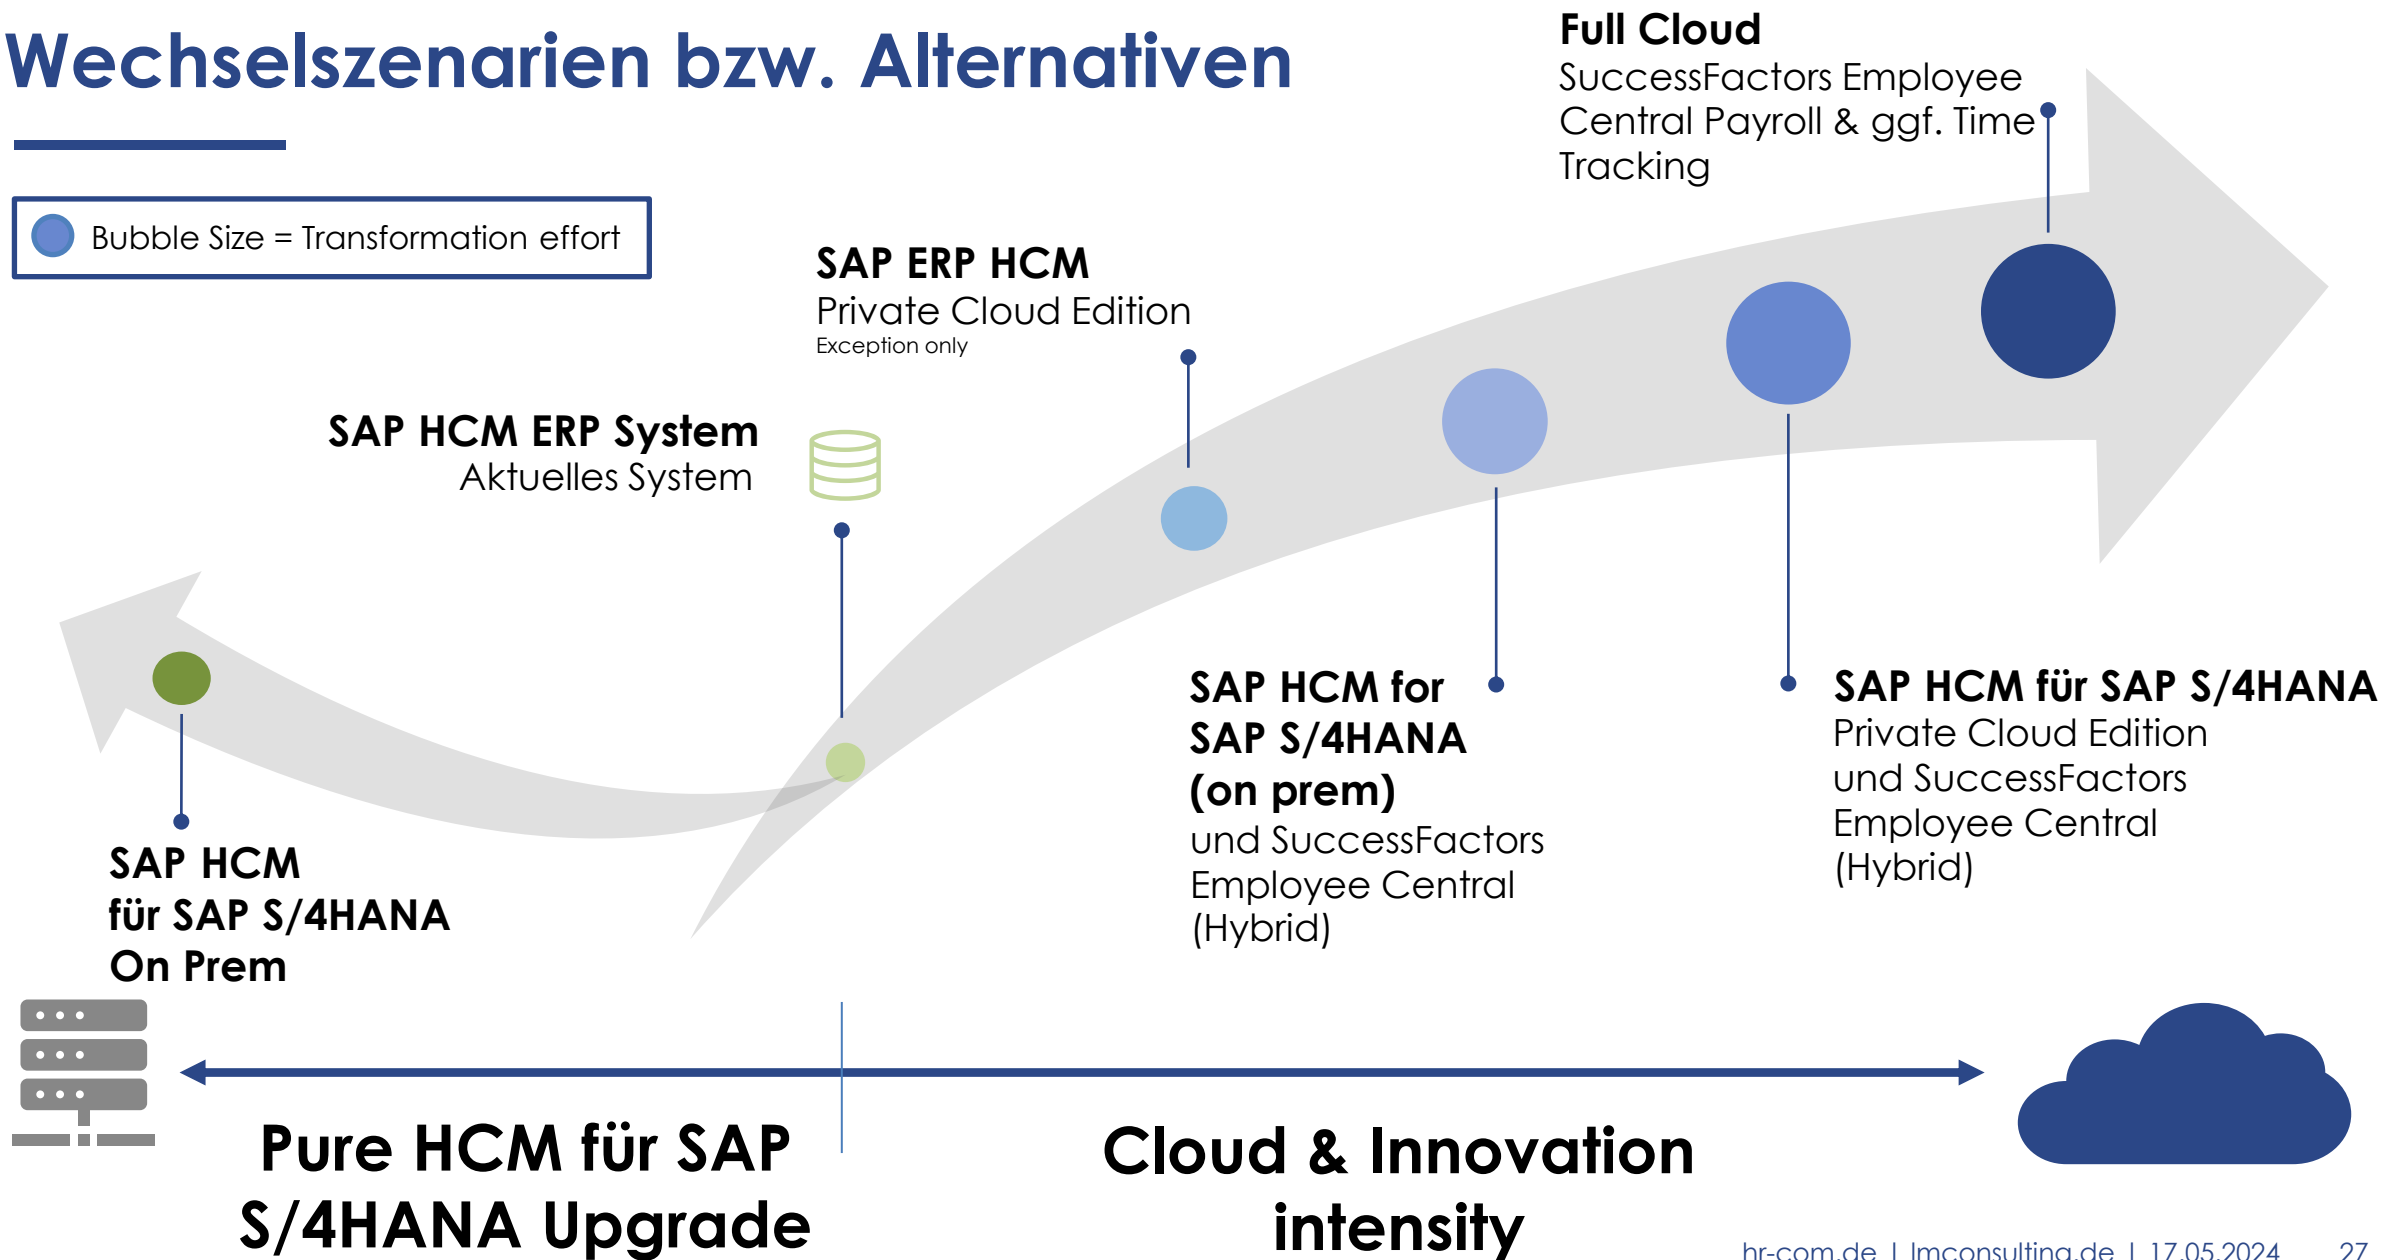 Wechselszenarien bzw. Alternativen
Bubble Size = Transformation effort
Full Cloud
SuccessFactors Employee
Central Payroll & ggf. Time
Tracking
SAP ERP HCM
Private Cloud Edition
Exception only
SAP HCM ERP System
Aktuelles System
SAP HCM
für SAP S/4HANA
On Prem
SAP HCM for
SAP S/4HANA
(on prem)
und SuccessFactors
Employee Central
(Hybrid)
SAP HCM für SAP S/4HANA
Private Cloud Edition
und SuccessFactors
Employee Central
(Hybrid)
Pure HCM für SAP
S/4HANA Upgrade
Cloud & Innovation
intensity
hr-com.de | lmconsulting.de | 17.05.2024 27